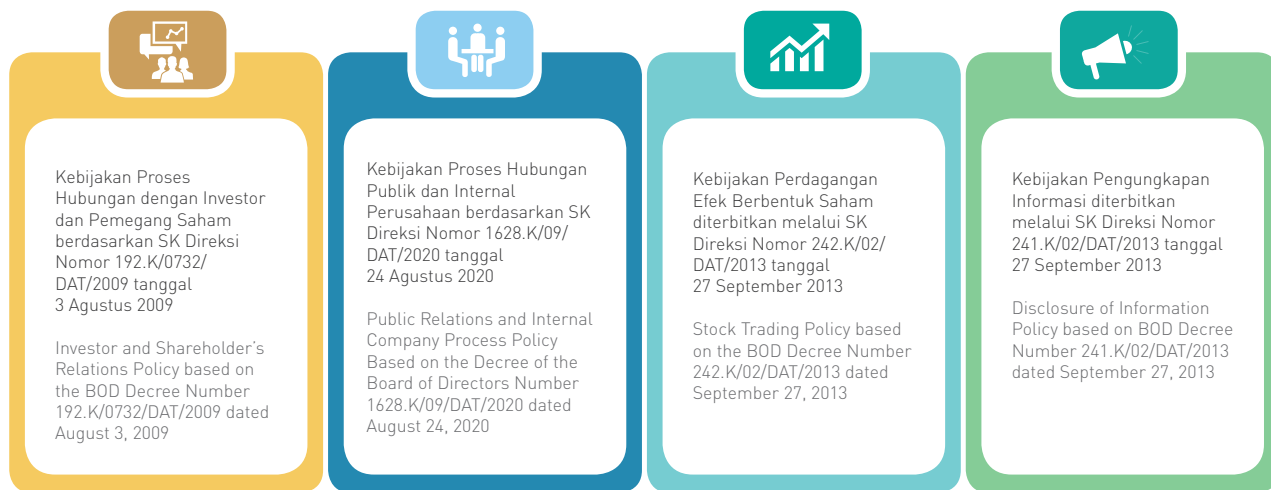 Kebijakan Proses
Hubungan dengan Investor
dan Pemegang Saham
berdasarkan SK Direksi
Nomor 192.K/0732/
DAT/2009 tanggal
3 Agustus 2009
Investor and Shareholder’s
Relations Policy based on
the BOD Decree Number
192.K/0732/DAT/2009 dated
August 3, 2009
Kebijakan Proses Hubungan
Publik dan Internal
Perusahaan berdasarkan SK
Direksi Nomor 1628.K/09/
DAT/2020 tanggal
24 Agustus 2020
Public Relations and Internal
Company Process Policy
Based on the Decree of the
Board of Directors Number
1628.K/09/DAT/2020 dated
August 24, 2020
Kebijakan Perdagangan
Efek Berbentuk Saham
diterbitkan melalui SK
Direksi Nomor 242.K/02/
DAT/2013 tanggal
27 September 2013
Stock Trading Policy based
on the BOD Decree Number
242.K/02/DAT/2013 dated
September 27, 2013
Kebijakan Pengungkapan
Informasi diterbitkan
melalui SK Direksi Nomor
241.K/02/DAT/2013 tanggal
27 September 2013
Disclosure of Information
Policy based on BOD Decree
Number 241.K/02/DAT/2013
dated September 27, 2013